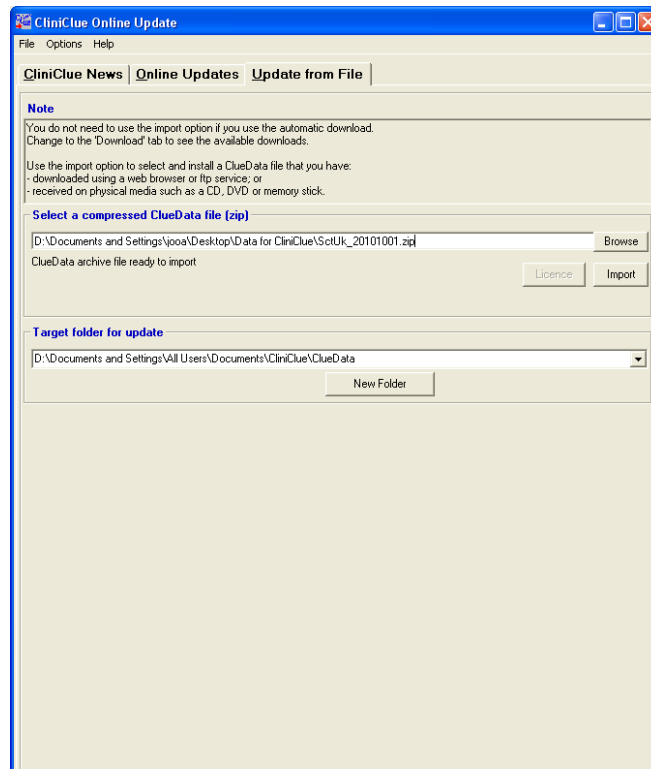 CliniClue Online Update
File Options Help
CliniClue News Online Updates Update from File
Note
You do not need to use the import option if you use the automatic download.
Change to the 'Download' tab to see the available downloads.
Use the import option to select and install a ClueData file that you have:
- downloaded using a web browser or ftp service; or
- received on physical media such as a CD, DVD or memory stick.
Select a compressed ClueData file (zip)
D:\Documents and Settings\jooa\Desktop\Data for CliniClue\SctUk_20101001.zip Browse
ClueData archive file ready to import
Licence Import
Target folder for update
D:\Documents and Settings\All Users\Documents\CliniClue\ClueData
New Folder